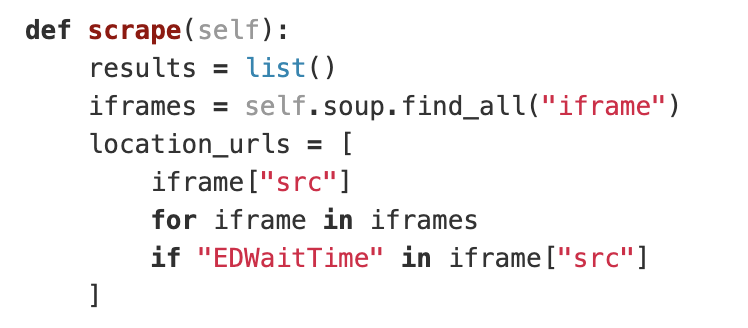 def scrape(self):
    results = list()
    iframes = self.soup.find_all("iframe")
    location_urls = [
        iframe["src"]
        for iframe in iframes
        if "EDWaitTime" in iframe["src"]
    ]